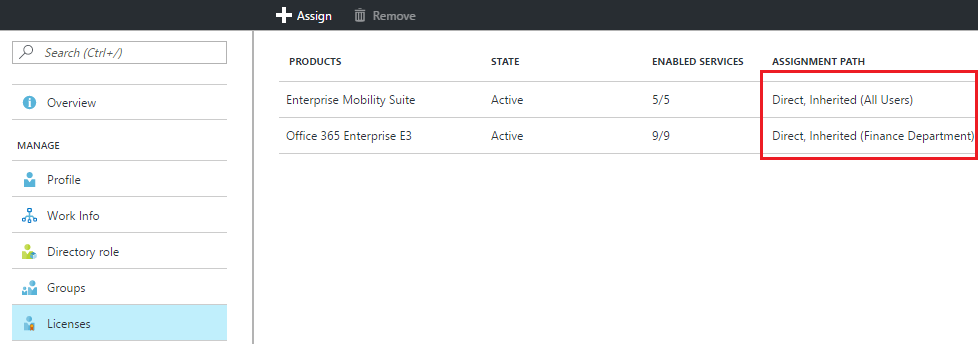 Assign Remove
Search (Ctrl+/)
Overview
MANAGE
Profile
Work Info
Directory role
Groups
Licenses
PRODUCTS STATE ENABLED SERVICES ASSIGNMENT PATH
Enterprise Mobility Suite Active 5/5 Direct, Inherited (All Users)
Office 365 Enterprise E3 Active 9/9 Direct, Inherited (Finance Department)